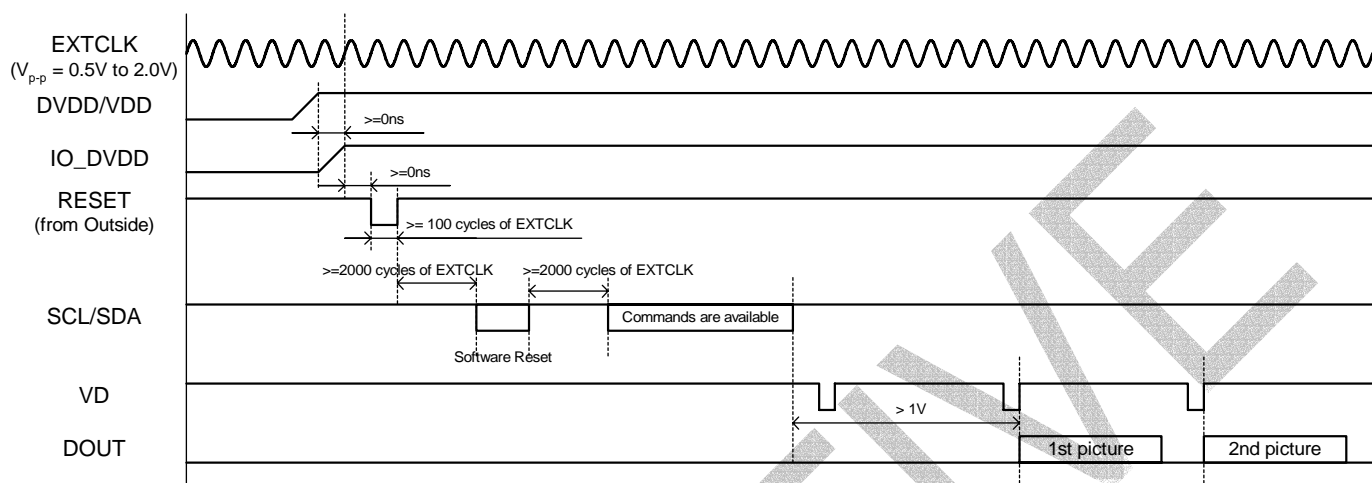 EXTCLK
(Vp-p = 0.5V to 2.0V)
DVDD/VDD
>=0ns
IO_DVDD
>=0ns
RESET
(from Outside)
>= 100 cycles of EXTCLK
>=2000 cycles of EXTCLK
>=2000 cycles of EXTCLK
SCL/SDA
Commands are available
Software Reset
VD
> 1V
DOUT
1st picture
2nd picture